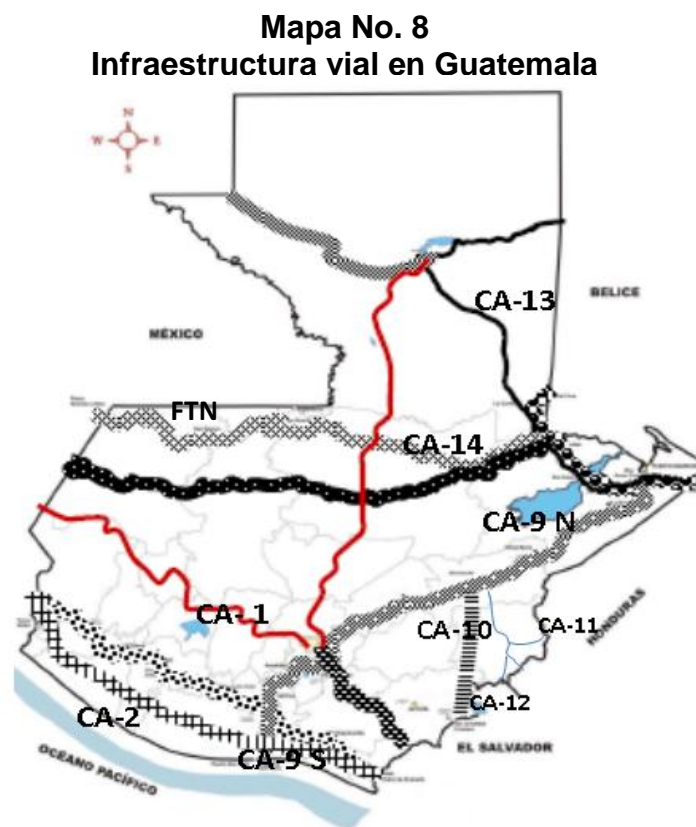 Mapa No. 8
Infraestructura vial en Guatemala
N
W
E
S
CA-13
BELICE
MÉXICO
FTN
CA-14
CA-9 N
CA- 1
CA-10
CA-11
HONDURAS
CA-12
CA-2
CA-9 S
EL SALVADOR
OCEANO PACÍFICO